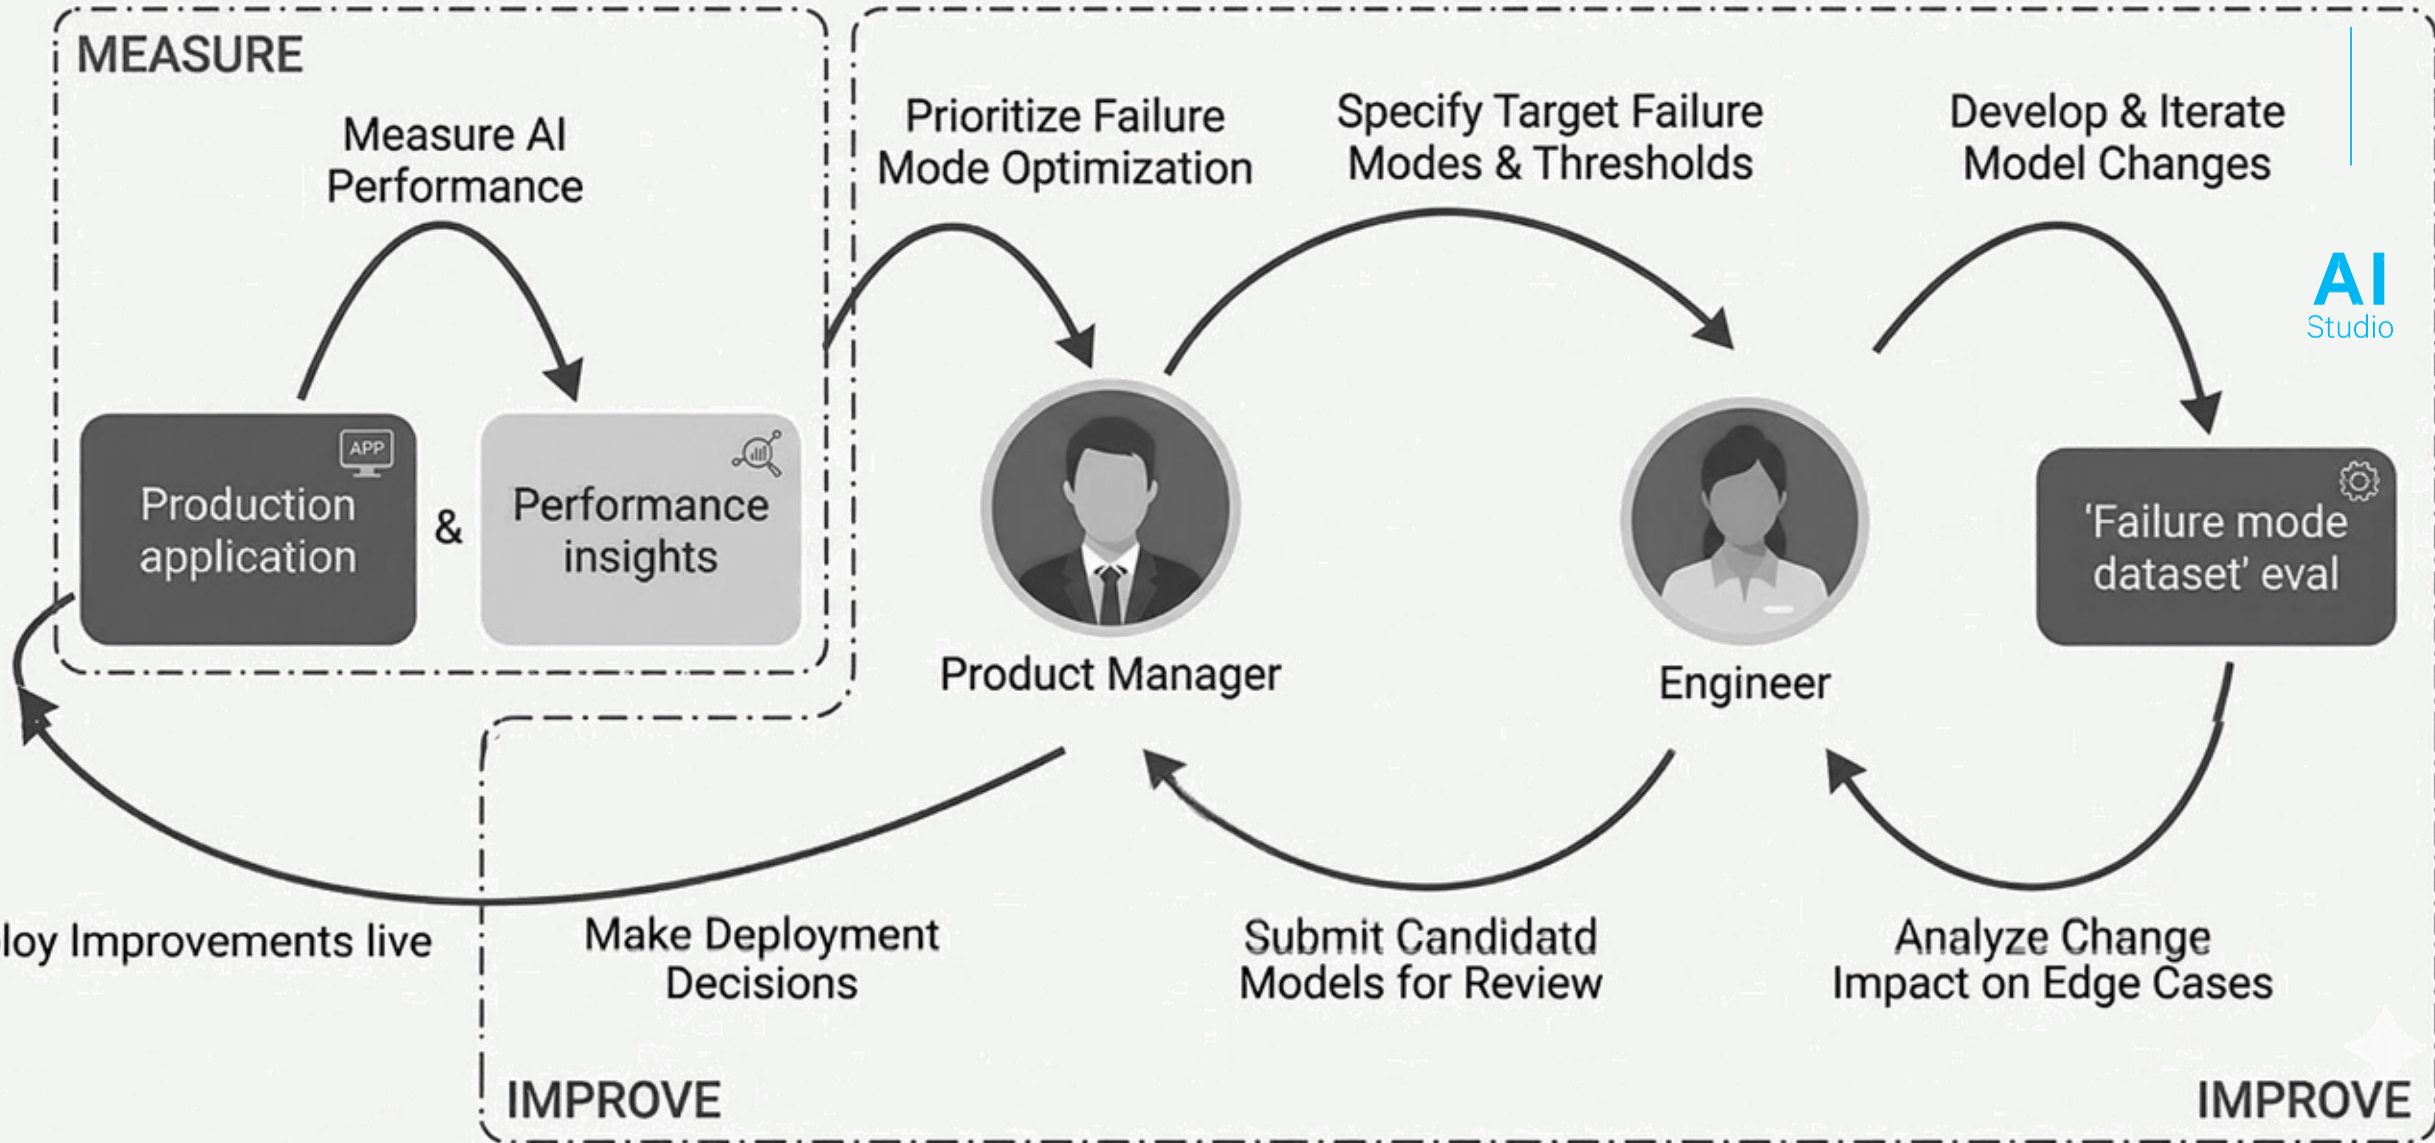 MEASURE
Measure AI
Performance
Prioritize Failure
Mode Optimization
Specify Target Failure
Modes & Thresholds
Develop & Iterate
Model Changes
AI
Studio
APP
Production
application
&
Performance
insights
'Failure mode
dataset' eval
Product Manager
Engineer
loy Improvements live
Make Deployment
Decisions
Submit Candidatd
Models for Review
Analyze Change
Impact on Edge Cases
IMPROVE
IMPROVE